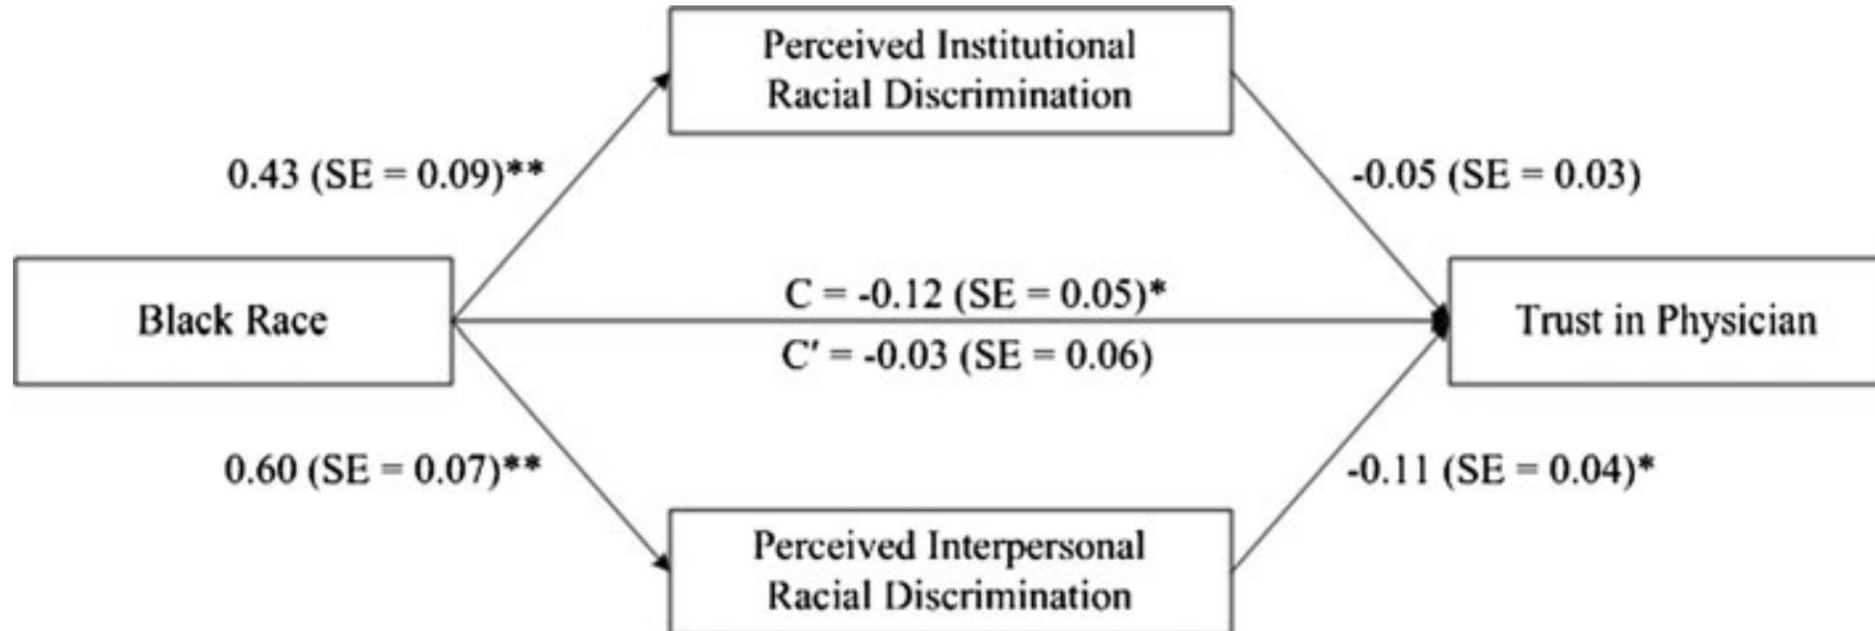 Perceived Institutional
Racial Discrimination
0.43 (SE = 0.09)**
-0.05 (SE = 0.03)
Black Race
C = -0.12 (SE = 0.05)*
C' = -0.03 (SE = 0.06)
Trust in Physician
0.60 (SE = 0.07)**
-0.11 (SE = 0.04)*
Perceived Interpersonal
Racial Discrimination